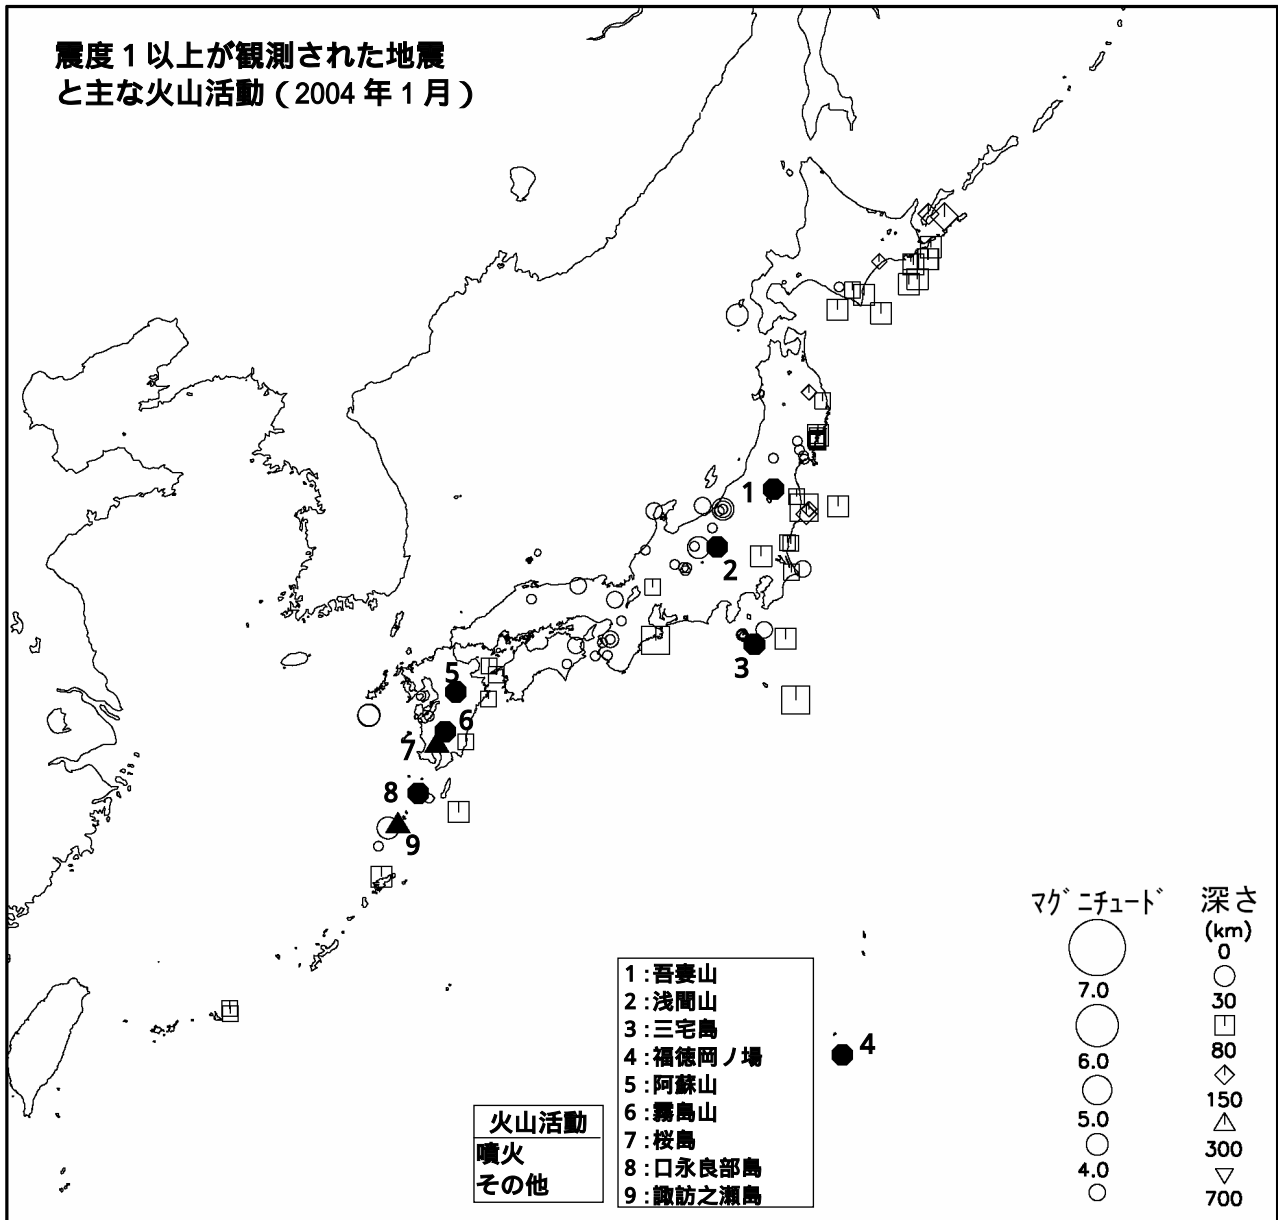 震度1以上が観測された地震
と主な火山活動（2004年1月）
1
2
3
5
6
7
8
9
4
マグニチュード
7.0
6.0
5.0
4.0
深さ
(km)
0
30
80
150
300
700
1:吾妻山
2:浅間山
3:三宅島
4:福徳岡ノ場
5:阿蘇山
6:霧島山
7:桜島
8:口永良部島
9:諏訪之瀬島
火山活動
噴火
その他